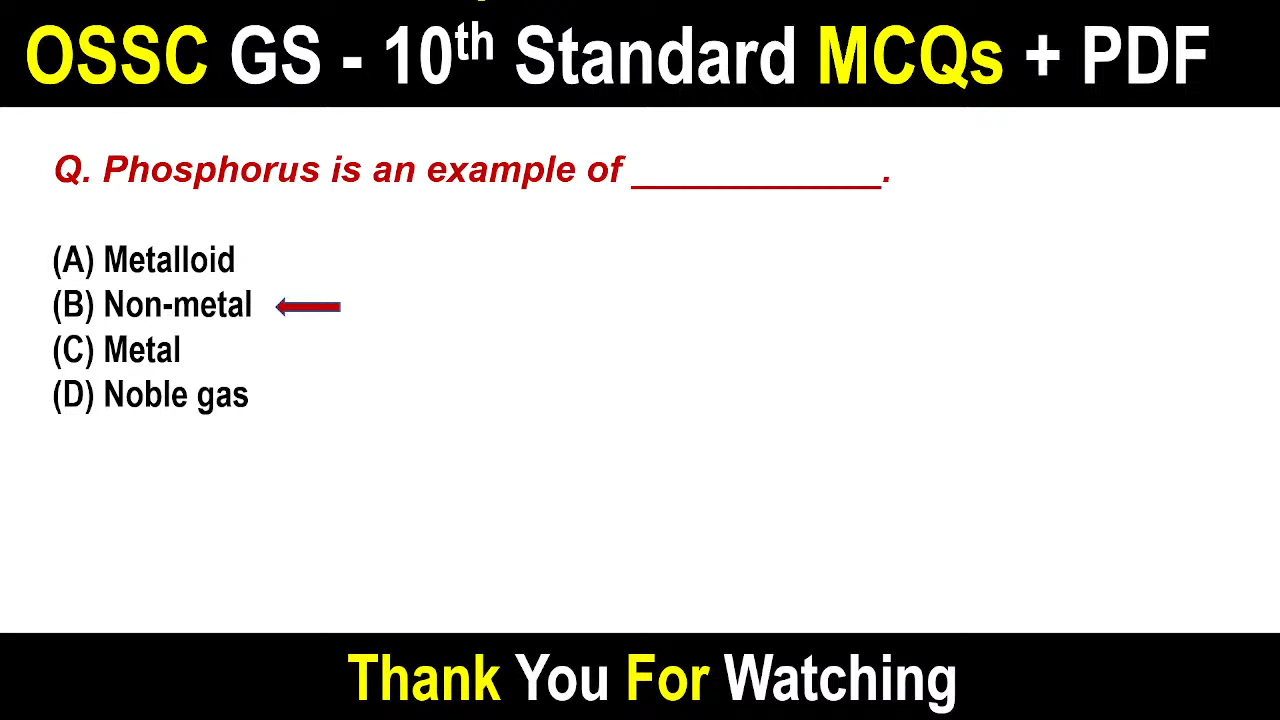 OSSC GS - 10th Standard MCQs + PDF
Q. Phosphorus is an example of ____________.
(A) Metalloid
(B) Non-metal
(C) Metal
(D) Noble gas
Thank You For Watching